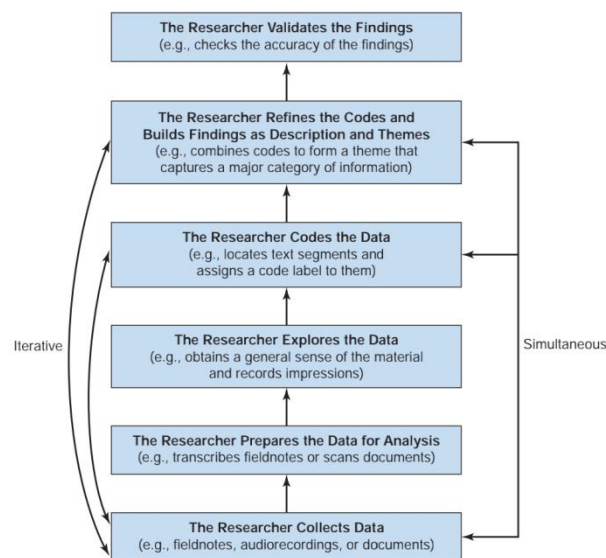 The Researcher Validates the Findings
(e.g., checks the accuracy of the findings)
The Researcher Refines the Codes and
Builds Findings as Description and Themes
(e.g., combines codes to form a theme that
captures a major category of information)
The Researcher Codes the Data
(e.g., locates text segments and
assigns a code label to them)
Iterative
Simultaneous
The Researcher Explores the Data
(e.g., obtains a general sense of the material
and records impressions)
The Researcher Prepares the Data for Analysis
(e.g., transcribes fieldnotes or scans documents)
The Researcher Collects Data
(e.g., fieldnotes, audiorecordings, or documents)